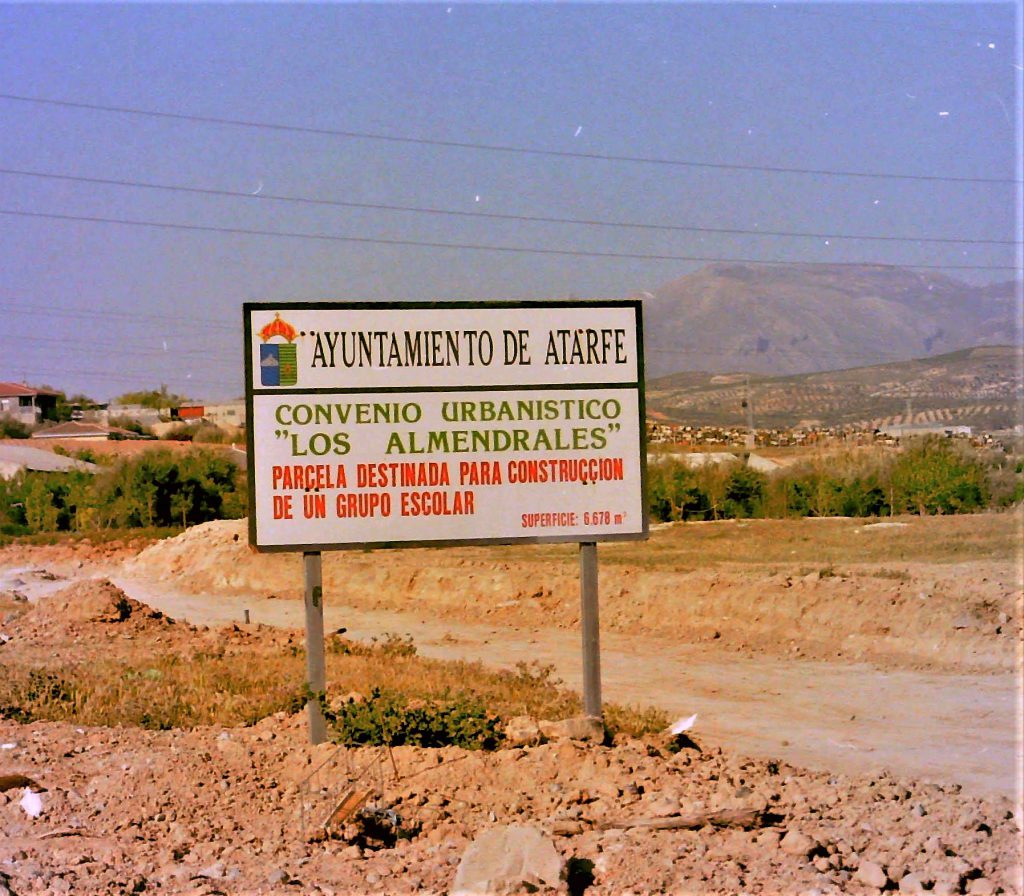 "AYUNTAMIENTO DE ATARFE
CONVENIO URBANISTICO
"LOS ALMENDRALES"
PARCELA DESTINADA PARA CONSTRUCCION
DE UN GRUPO ESCOLAR
SUPERFICIE: 6.678 m²